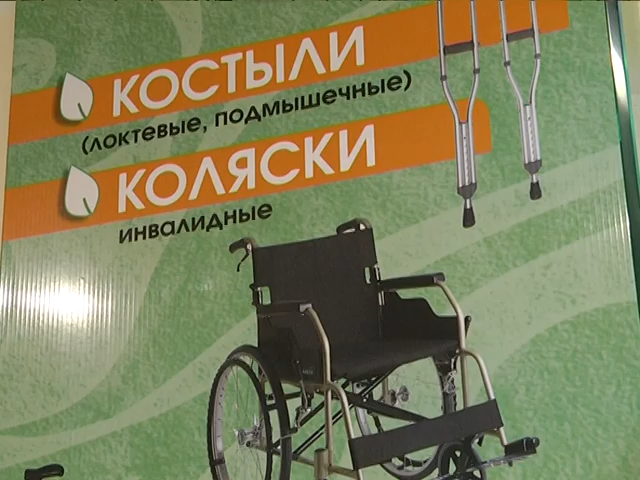 КОСТЫЛИ
(локтевые, подмышечные)
КОЛЯСКИ
инвалидные